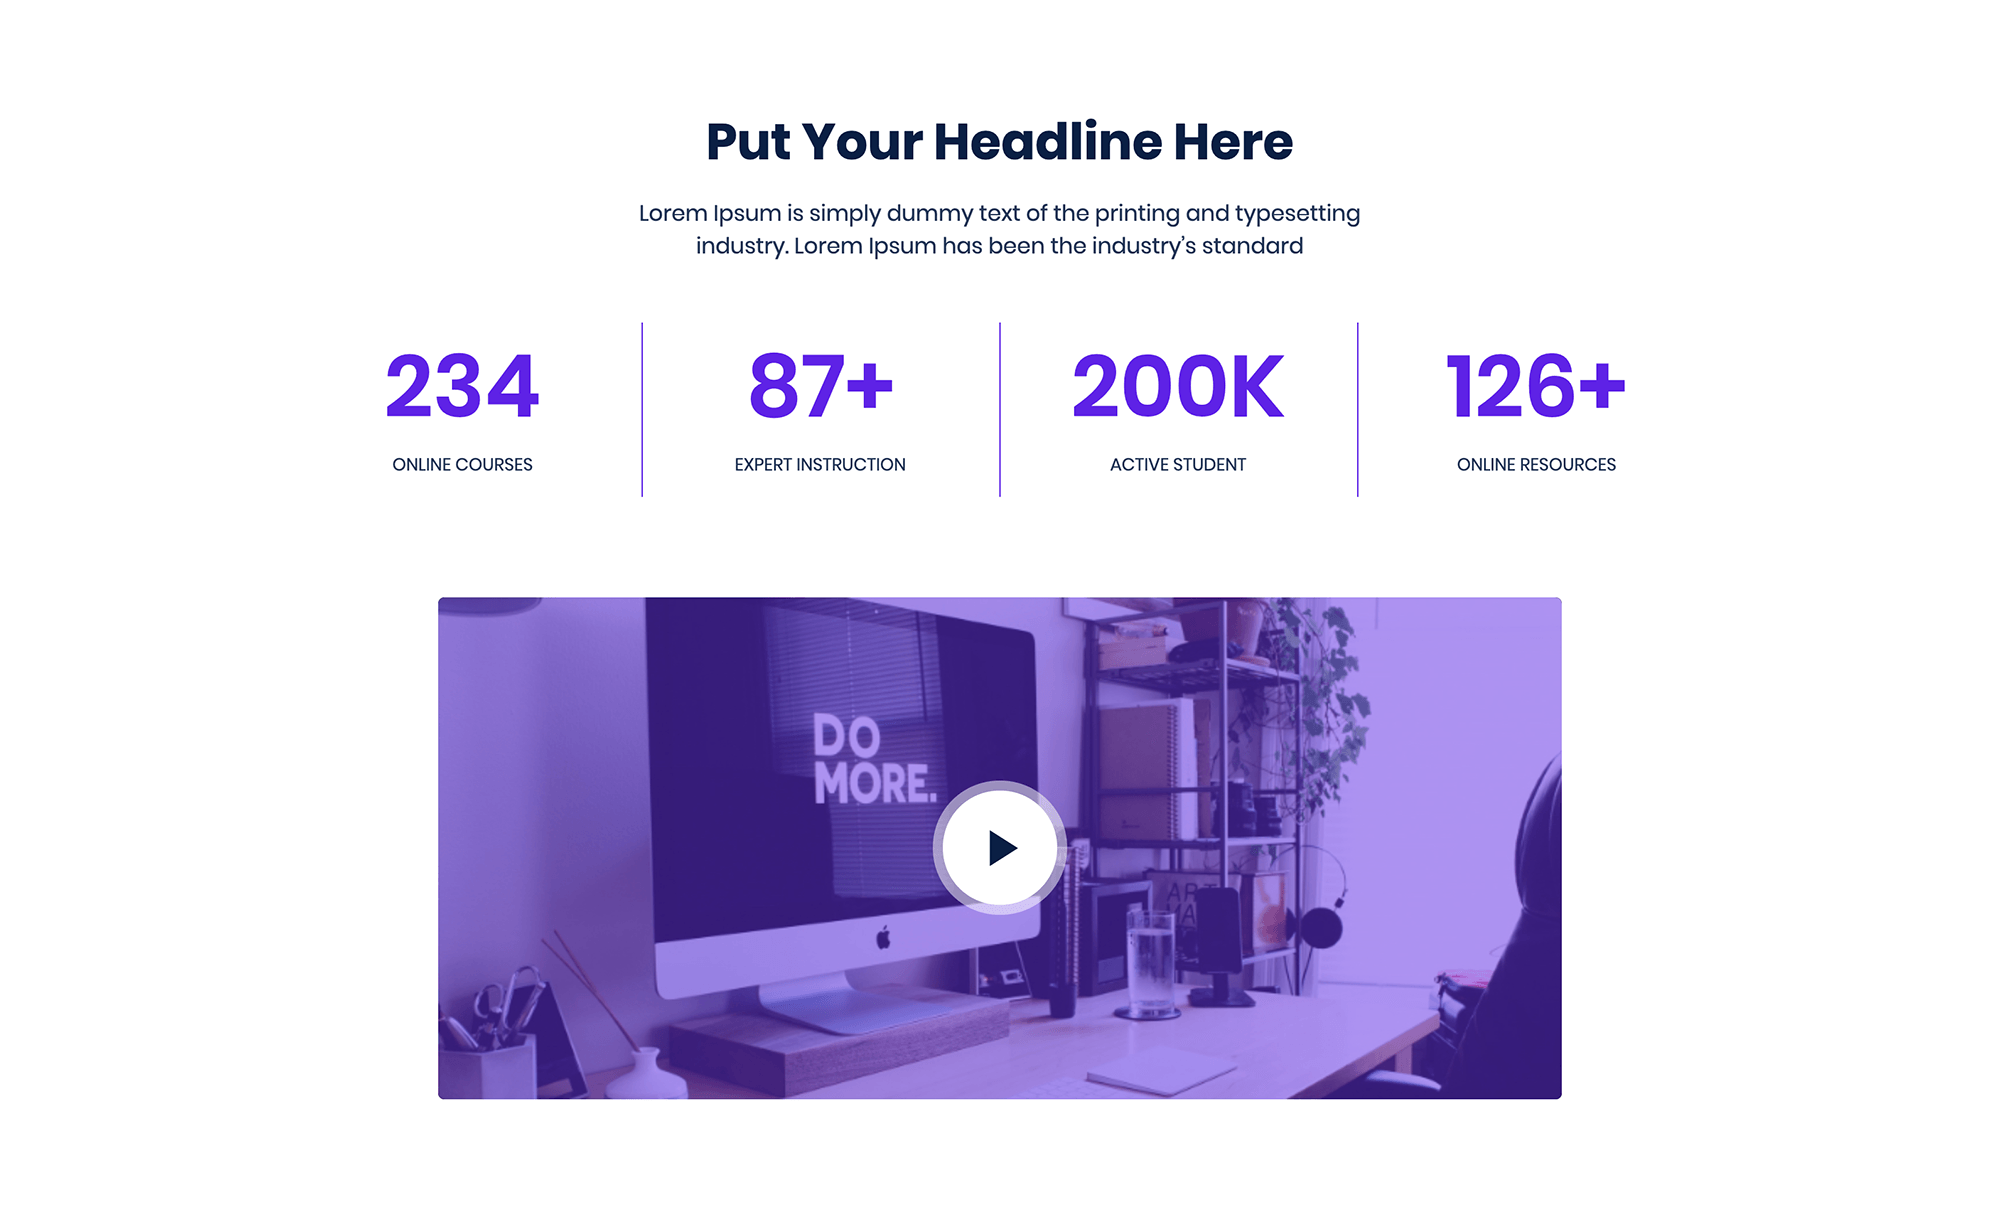 Put Your Headline Here
Lorem Ipsum is simply dummy text of the printing and typesetting
industry. Lorem Ipsum has been the industry’s standard
234
87+
200K
126+
ONLINE COURSES
EXPERT INSTRUCTION
ACTIVE STUDENT
ONLINE RESOURCES
DO
MORE.